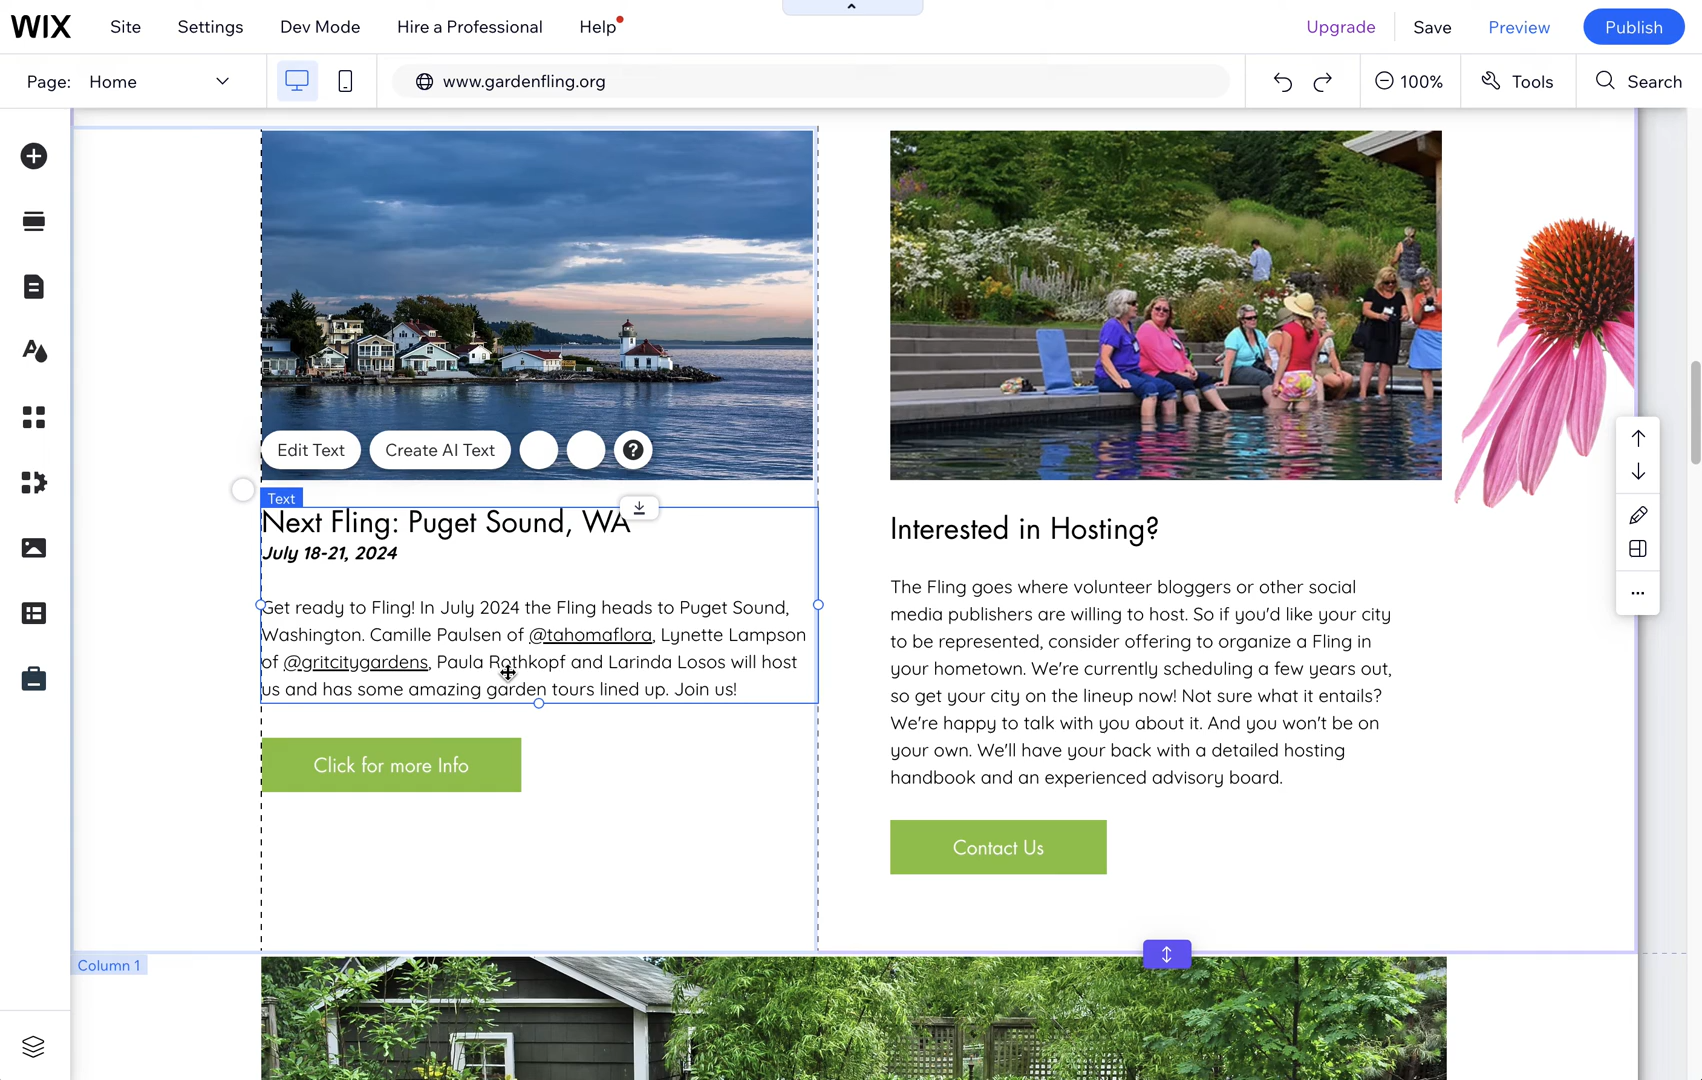 WIX
Site
Settings
Dev Mode
Hire a Professional
Help
Upgrade
Save
Preview
Publish
Page:
Home
www.gardenfling.org
100%
Tools
Search
Edit Text
Create AI Text
?
Text
Next Fling: Puget Sound, WA
July 18-21, 2024
Get ready to Fling! In July 2024 the Fling heads to Puget Sound,
Washington. Camille Paulsen of @tahomaflora, Lynette Lampson
of @gritcitygardens, Paula Rothkopf and Larinda Losos will host
us and has some amazing garden tours lined up. Join us!
Click for more Info
Interested in Hosting?
The Fling goes where volunteer bloggers or other social
media publishers are willing to host. So if you'd like your city
to be represented, consider offering to organize a Fling in
your hometown. We're currently scheduling a few years out,
so get your city on the lineup now! Not sure what it entails?
We're happy to talk with you about it. And you won't be on
your own. We'll have your back with a detailed hosting
handbook and an experienced advisory board.
Contact Us
Column 1